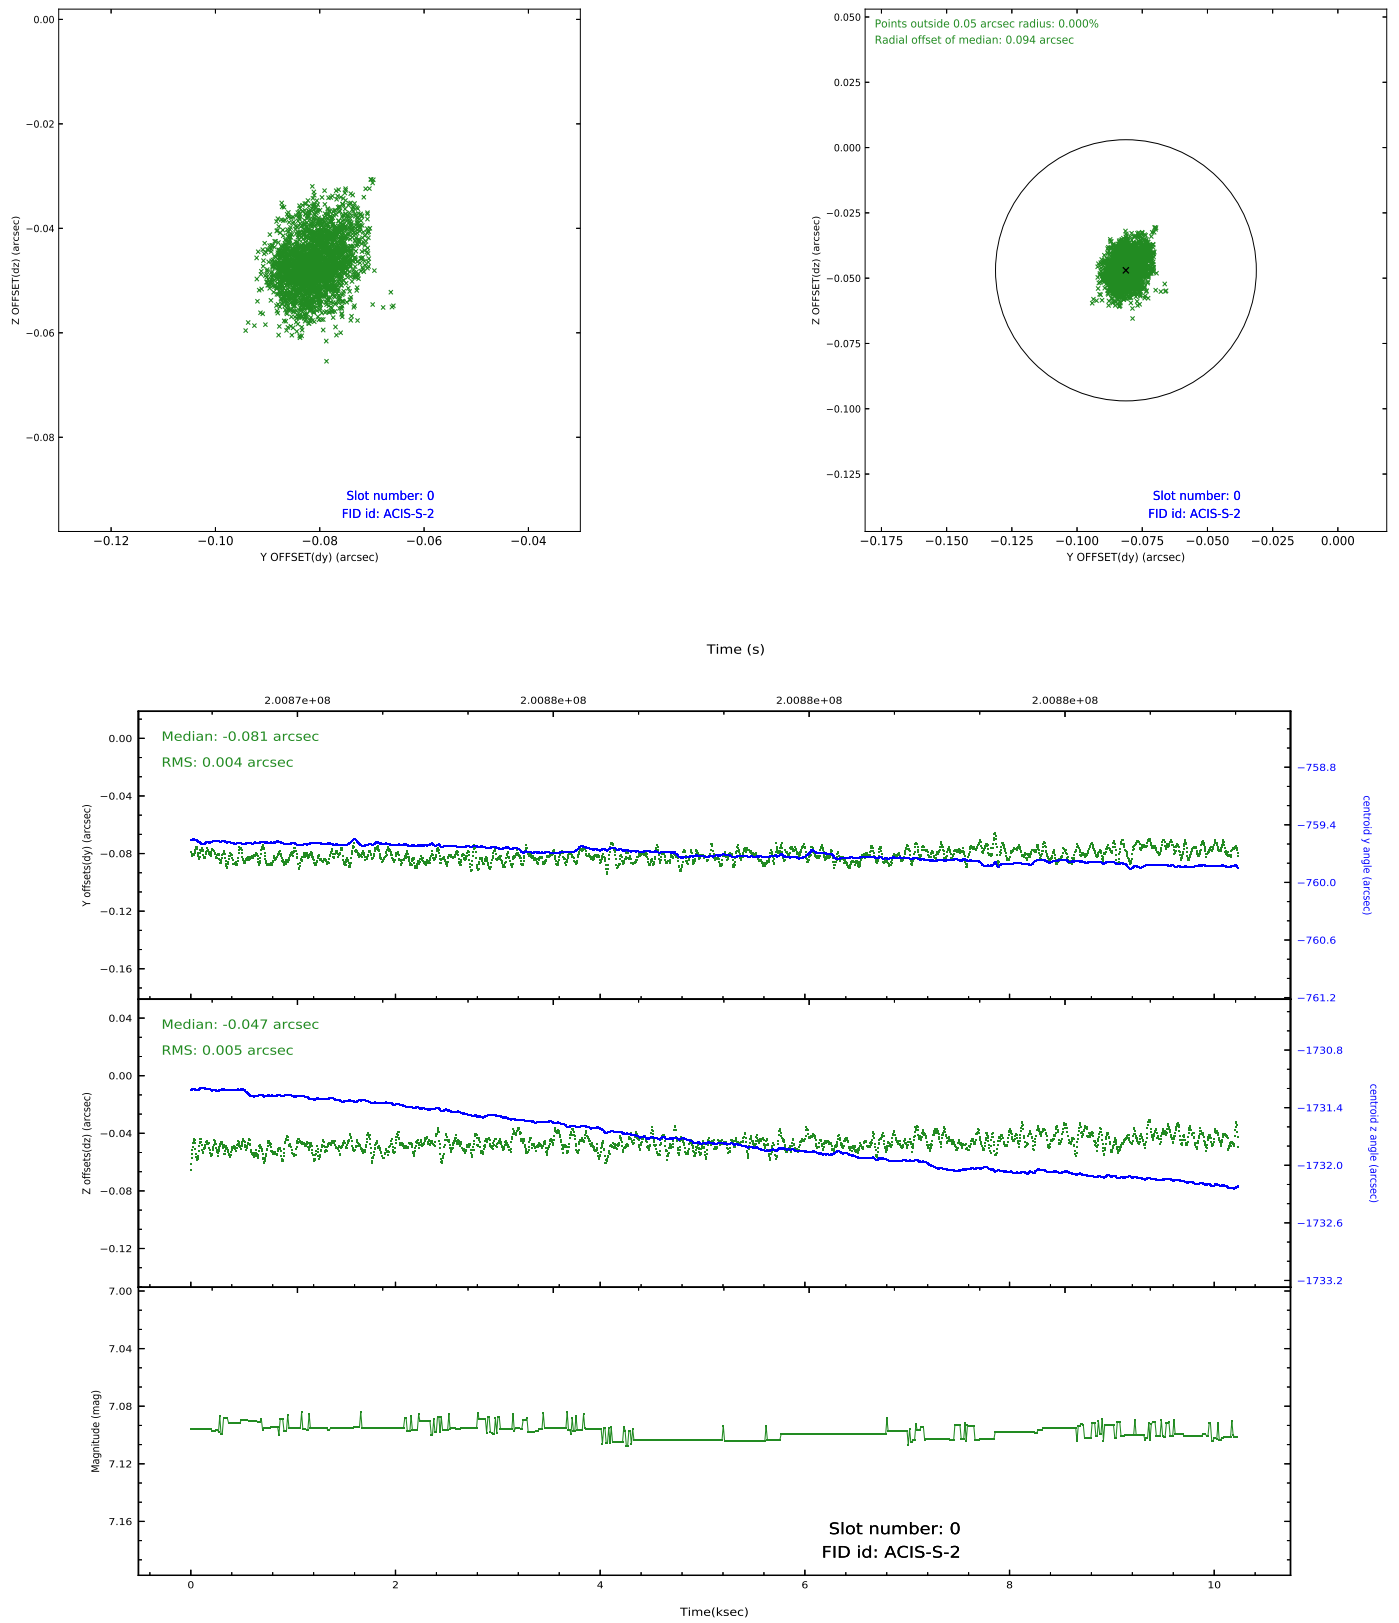 0.00
−0.02
−0.04
−0.06
−0.08
Z OFFSET(dz) (arcsec)
Slot number: 0
FID id: ACIS-S-2
−0.12
−0.10
−0.08
−0.06
−0.04
Y OFFSET(dy) (arcsec)
Points outside 0.05 arcsec radius: 0.000%
Radial offset of median: 0.094 arcsec
0.050
0.025
0.000
−0.025
−0.050
−0.075
−0.100
−0.125
Z OFFSET(dz) (arcsec)
Slot number: 0
FID id: ACIS-S-2
−0.175
−0.150
−0.125
−0.100
−0.075
−0.050
−0.025
0.000
Y OFFSET(dy) (arcsec)
Time (s)
2.0087e+08
2.0088e+08
2.0088e+08
2.0088e+08
Median: -0.081 arcsec
RMS: 0.004 arcsec
0.00
−0.04
−0.08
−0.12
−0.16
Y offsets(dy) (arcsec)
−758.8
−759.4
−760.0
−760.6
−761.2
centroid y angle (arcsec)
Median: -0.047 arcsec
RMS: 0.005 arcsec
0.04
0.00
−0.04
−0.08
−0.12
Z offsets(dz) (arcsec)
−1730.8
−1731.4
−1732.0
−1732.6
−1733.2
centroid z angle (arcsec)
7.00
7.04
7.08
7.12
7.16
Magnitude (mag)
Slot number: 0
FID id: ACIS-S-2
0
2
4
6
8
10
Time(ksec)